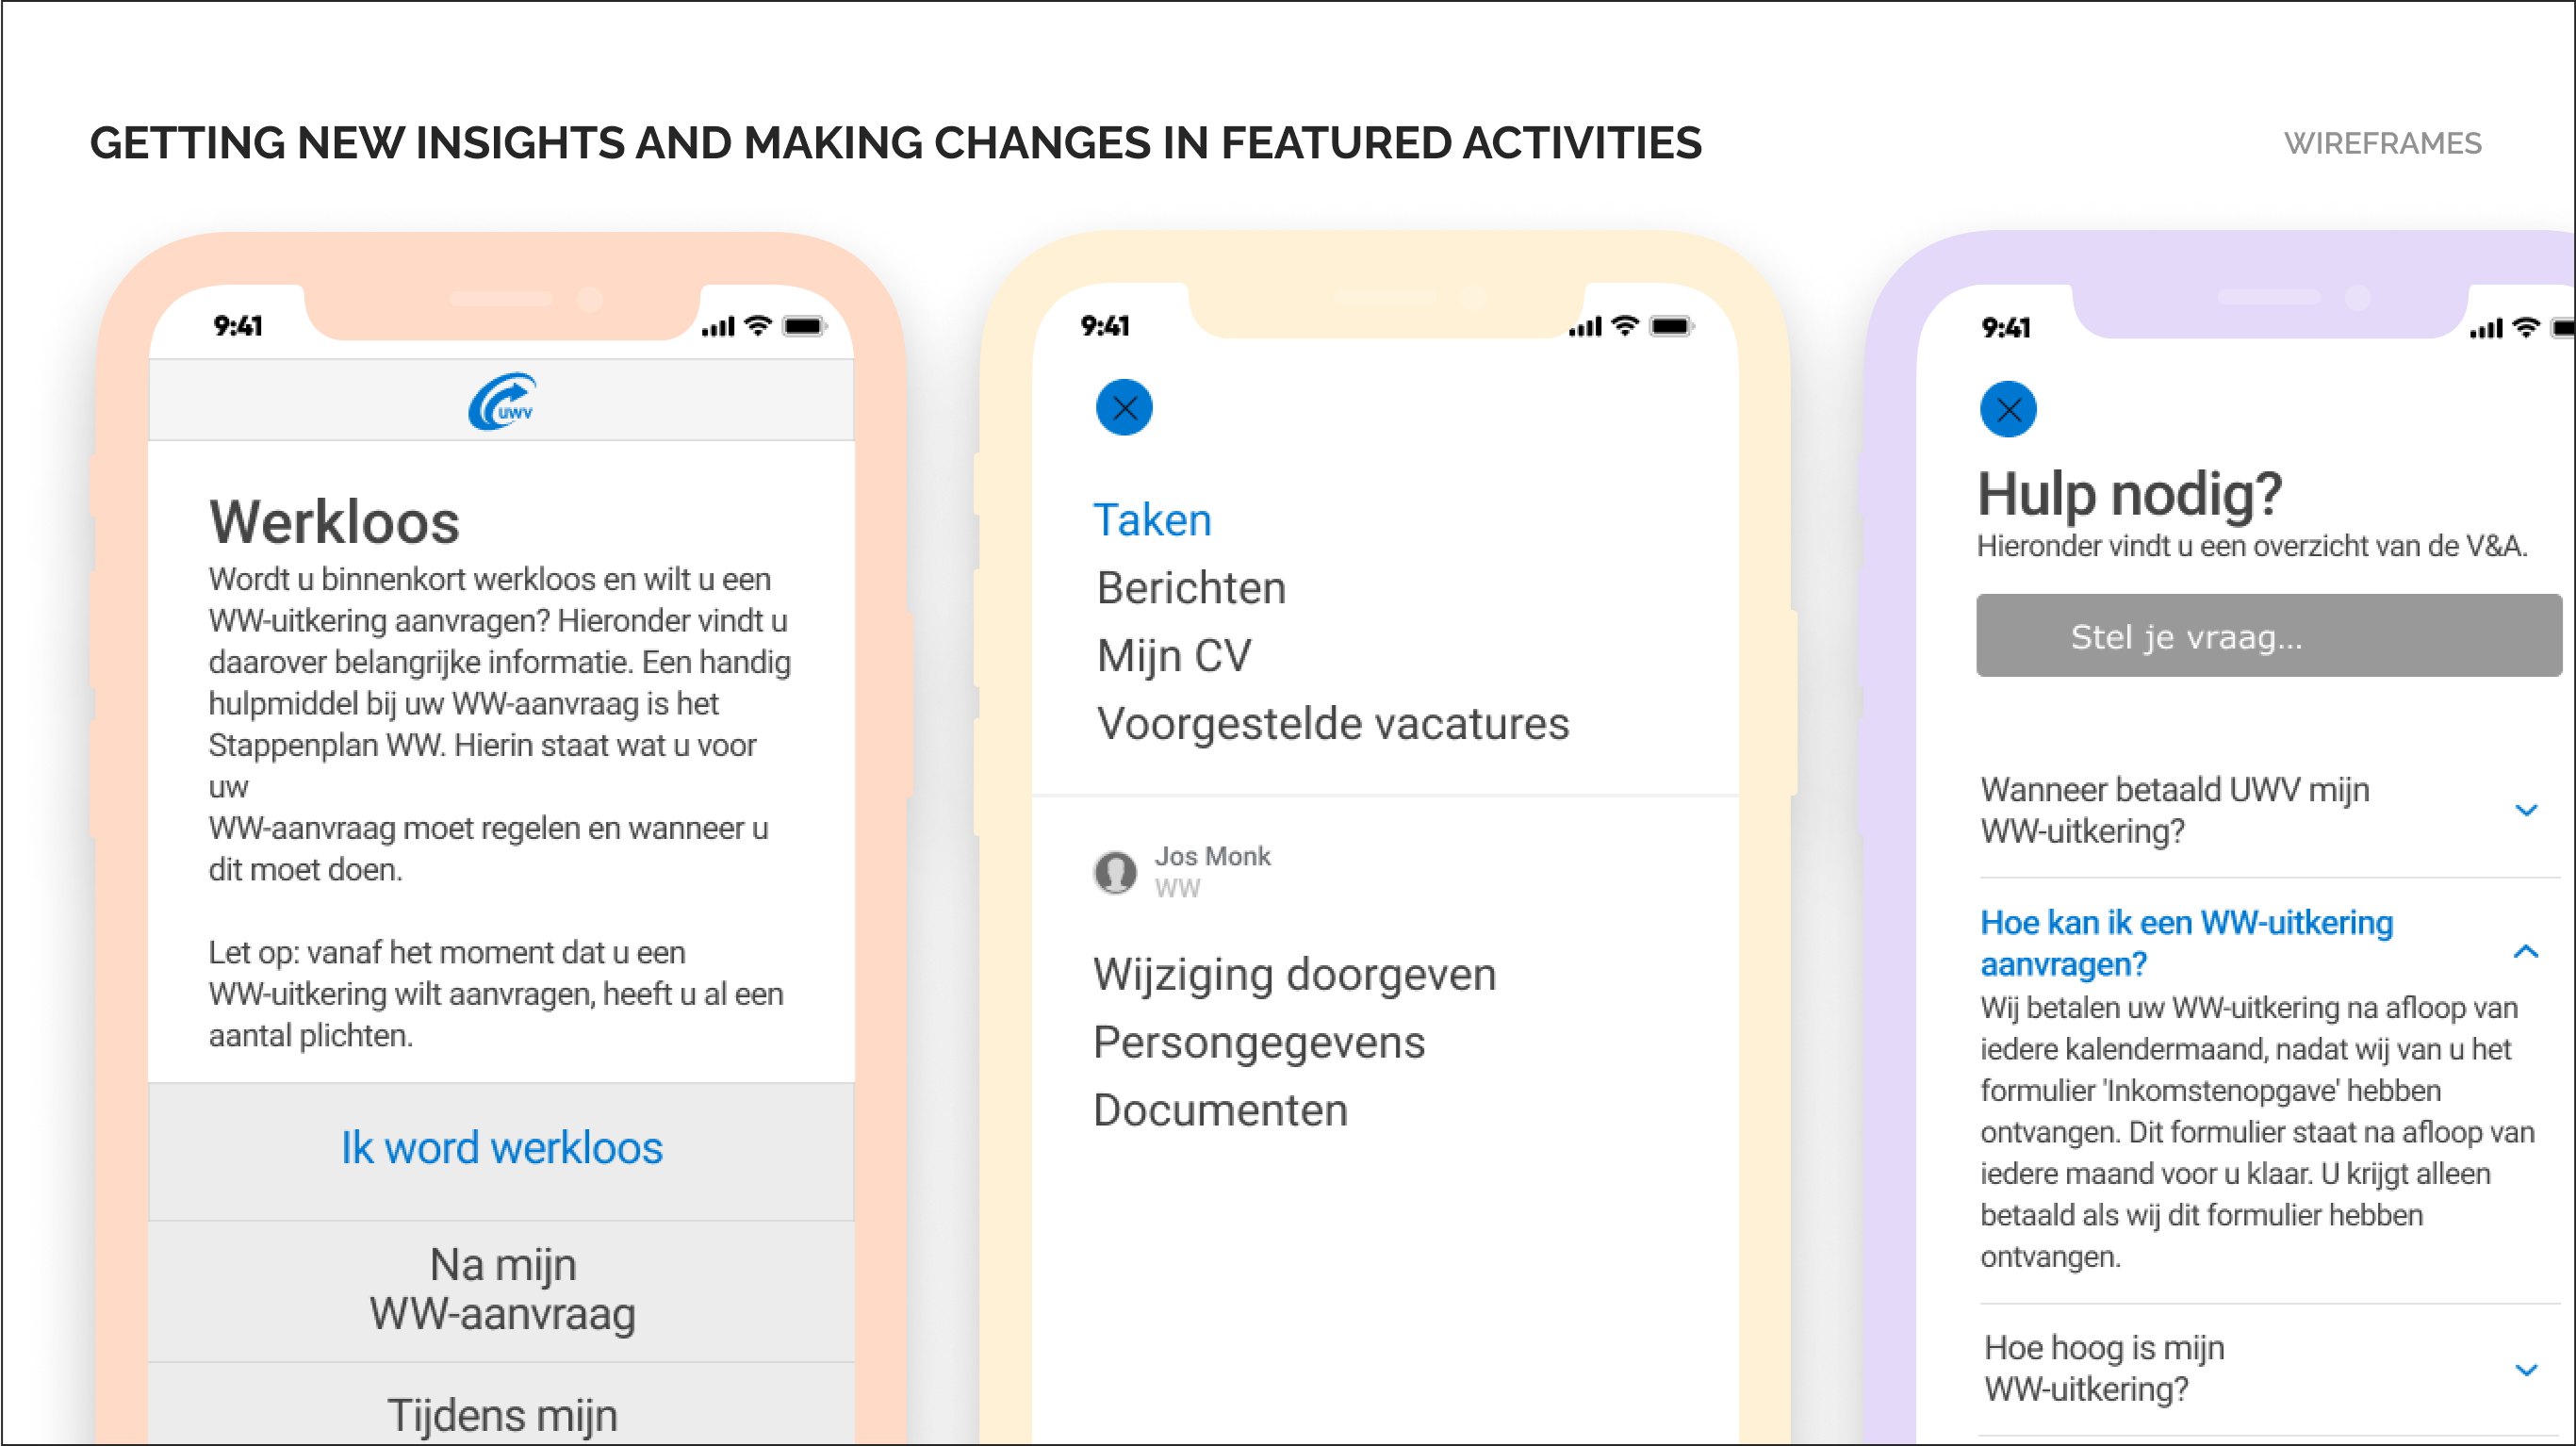 GETTING NEW INSIGHTS AND MAKING CHANGES IN FEATURED ACTIVITIES
WIREFRAMES
9:41
UWV
Werkloos
Wordt u binnenkort werkloos en wilt u een
WW-uitkering aanvragen? Hieronder vindt u
daarover belangrijke informatie. Een handig
hulpmiddel bij uw WW-aanvraag is het
Stappenplan WW. Hierin staat wat u voor
uw
WW-aanvraag moet regelen en wanneer u
dit moet doen.
Let op: vanaf het moment dat u een
WW-uitkering wilt aanvragen, heeft u al een
aantal plichten.
Ik word werkloos
Na mijn
WW-aanvraag
Tijdens mijn
9:41
Taken
Berichten
Mijn CV
Voorgestelde vacatures
Jos Monk
WW
Wijziging doorgeven
Persongegevens
Documenten
9:41
Hulp nodig?
Hieronder vindt u een overzicht van de V&A.
Stel je vraag...
Wanneer betaald UWV mijn
WW-uitkering?
Hoe kan ik een WW-uitkering
aanvragen?
Wij betalen uw WW-uitkering na afloop van
iedere kalendermaand, nadat wij van u het
formulier 'Inkomstenopgave' hebben
ontvangen. Dit formulier staat na afloop van
iedere maand voor u klaar. U krijgt alleen
betaald als wij dit formulier hebben
ontvangen.
Hoe hoog is mijn
WW-uitkering?